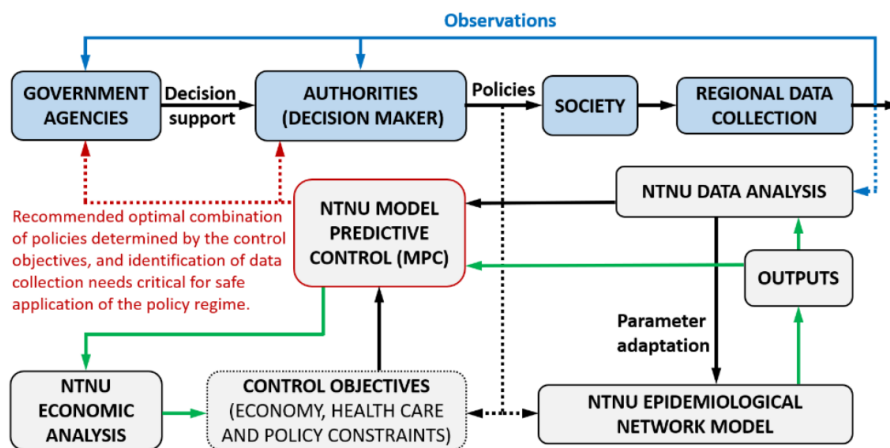 Observations
GOVERNMENT
AGENCIES
Decision
support
AUTHORITIES
(DECISION MAKER)
Policies
SOCIETY
REGIONAL DATA
COLLECTION
Recommended optimal combination
of policies determined by the control
objectives, and identification of data
collection needs critical for safe
application of the policy regime.
NTNU MODEL
PREDICTIVE
CONTROL (MPC)
NTNU DATA ANALYSIS
OUTPUTS
Parameter
adaptation
NTNU
ECONOMIC
ANALYSIS
CONTROL OBJECTIVES
(ECONOMY, HEALTH CARE
AND POLICY CONSTRAINTS)
NTNU EPIDEMIOLOGICAL
NETWORK MODEL